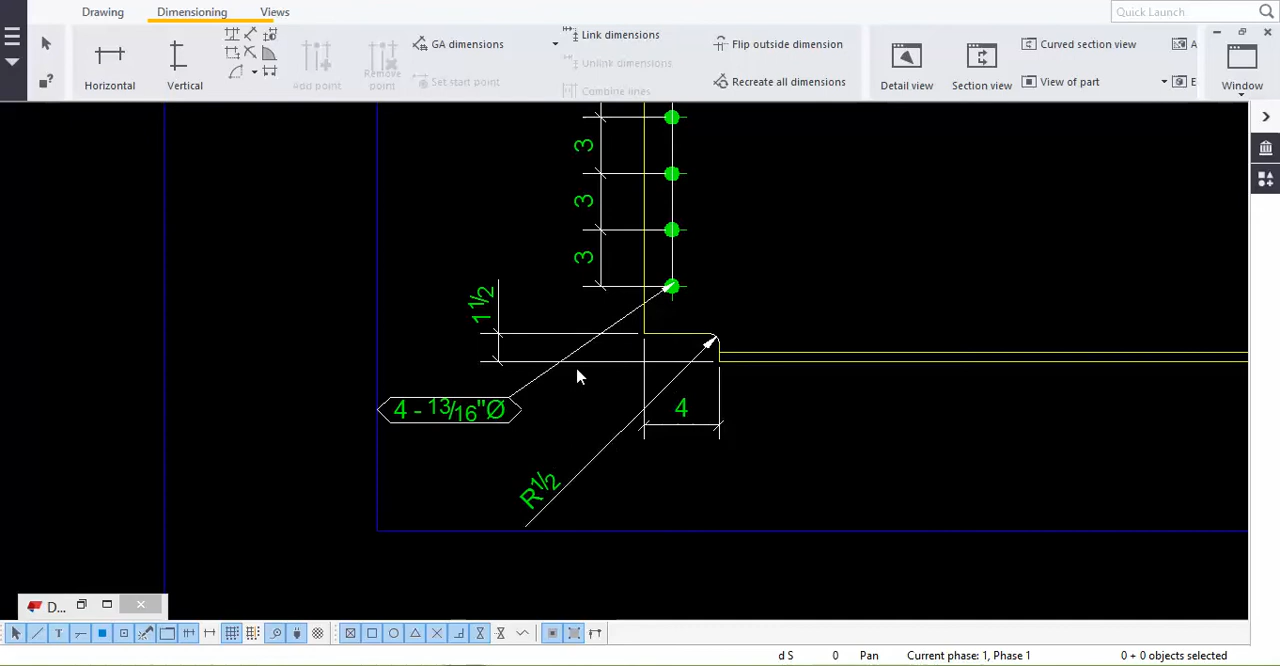 Drawing Dimensioning Views
Quick Launch
Horizontal
Vertical
Add point
Remove point
GA dimensions
Set start point
Link dimensions
Unlink dimensions
Combine lines
Flip outside dimension
Recreate all dimensions
Detail view
Section view
Curved section view
View of part
A
E
Window
3
3
3
1 1/2
4 - 13/16"Ø
4
R1/2
D...
d S 0 Pan Current phase: 1, Phase 1 0 + 0 objects selected